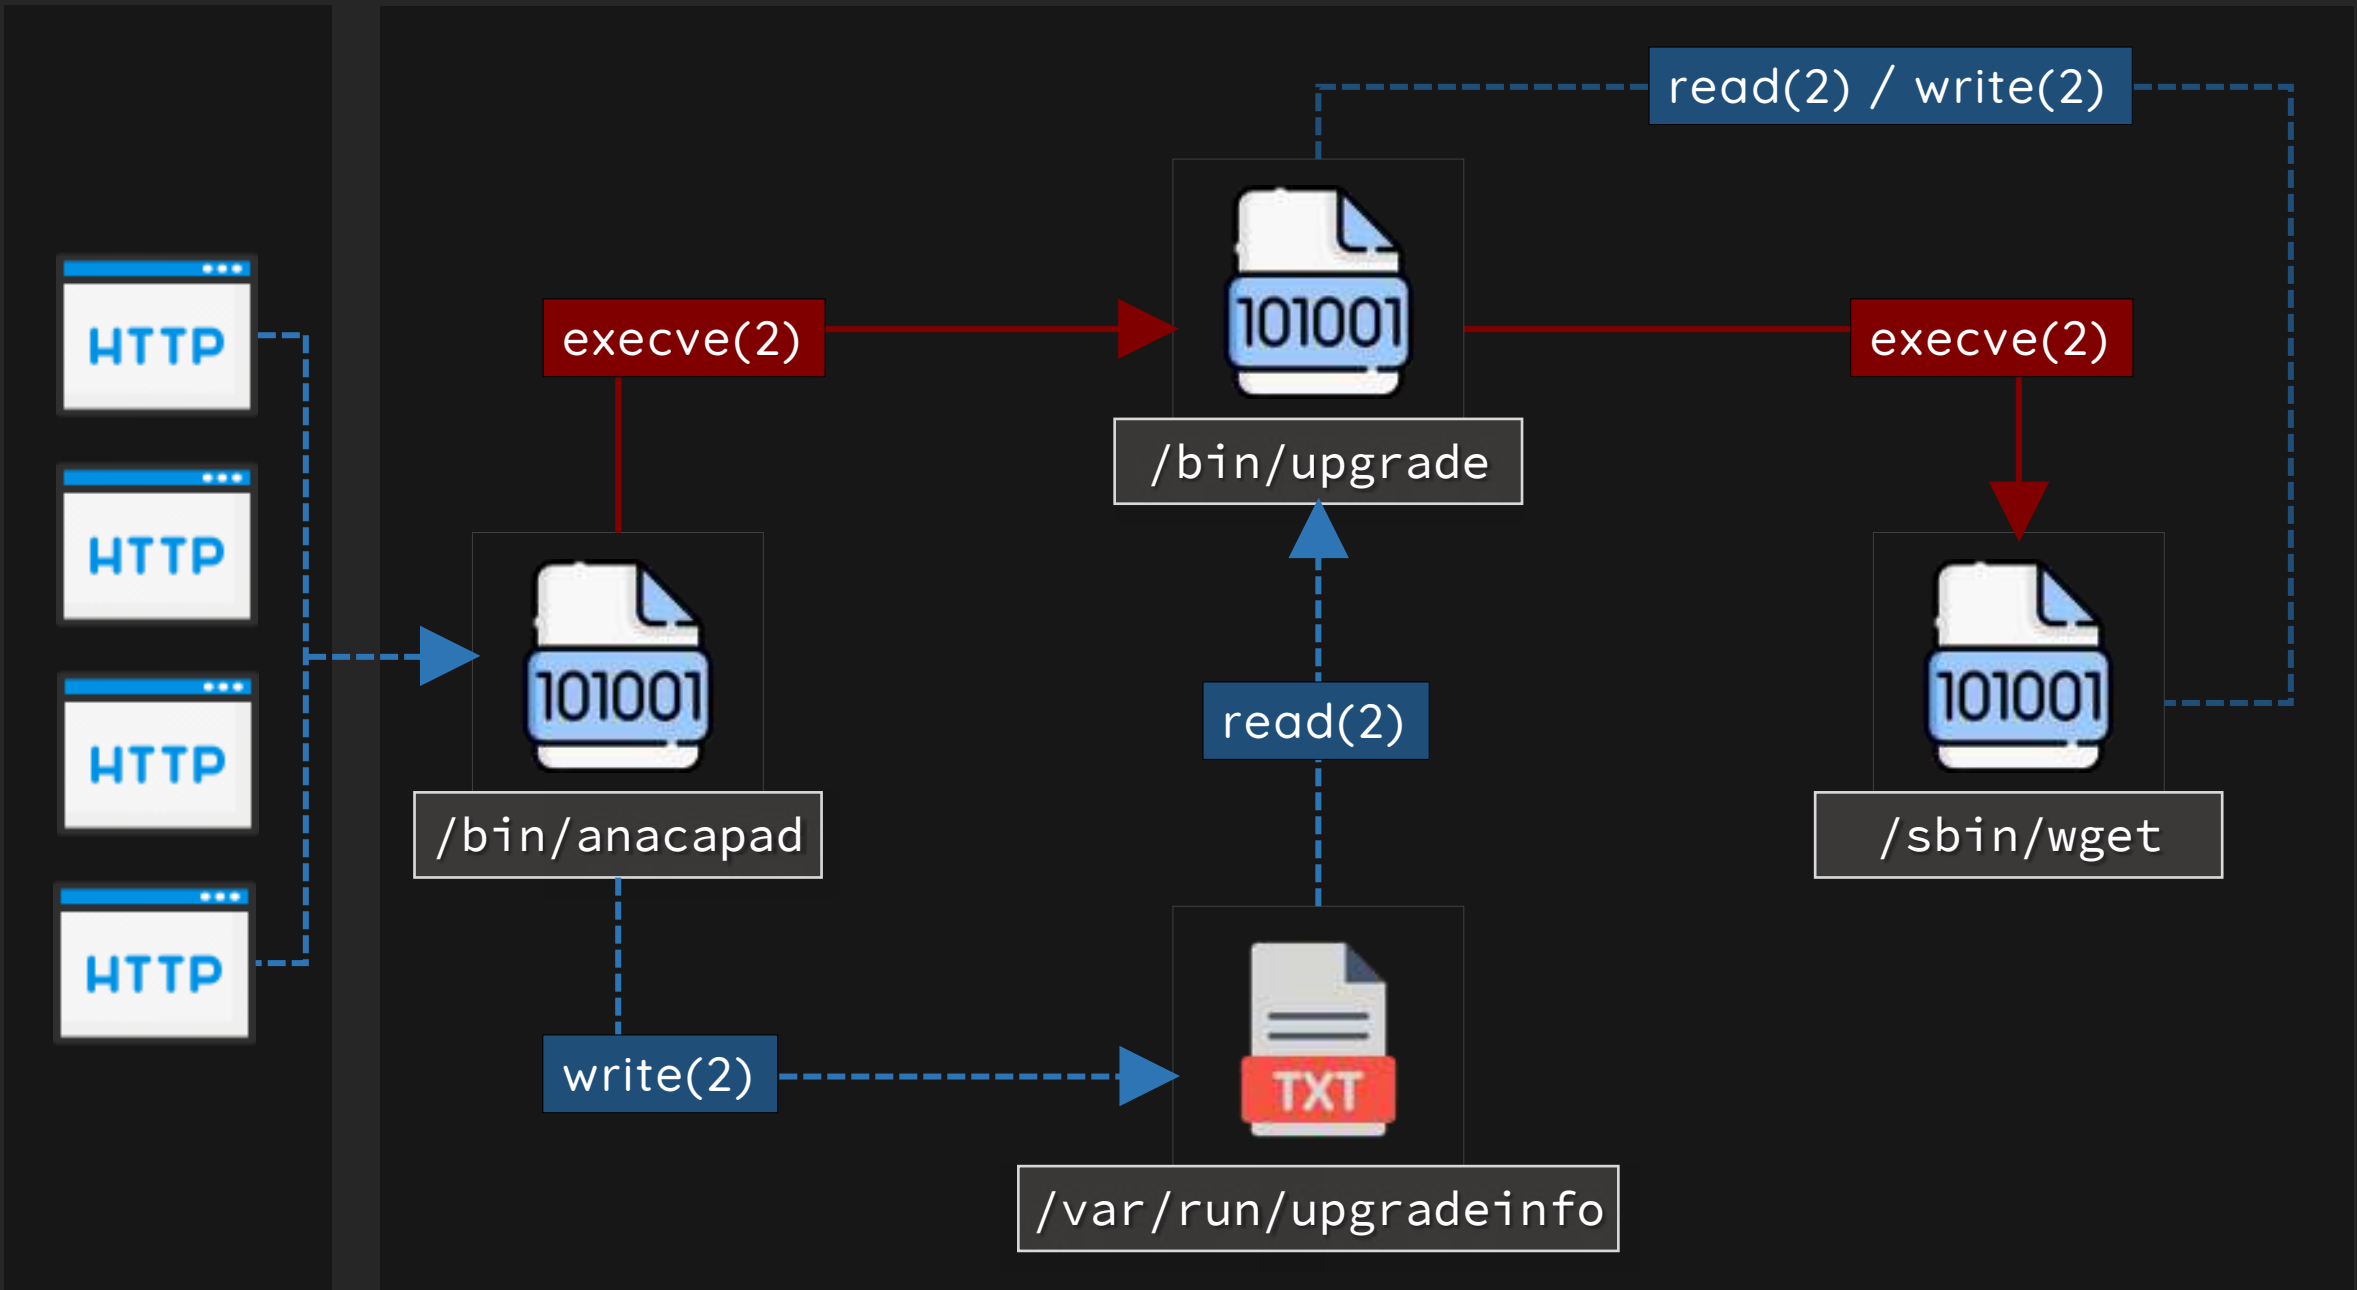 read(2) / write(2)
101001
HTTP
execve(2)
execve(2)
/bin/upgrade
HTTP
101001
101001
read(2)
HTTP
/bin/anacapad
/sbin/wget
HTTP
write(2)
TXT
/var/run/upgradeinfo